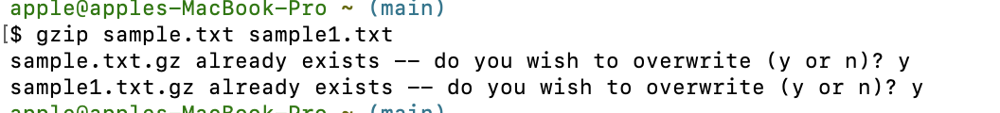 apple@apples-MacBook-Pro ~ (main)
[$ gzip sample.txt sample1.txt
sample.txt.gz already exists -- do you wish to overwrite (y or n)? y
sample1.txt.gz already exists -- do you wish to overwrite (y or n)? y
apple@apples-MacBook-Pro ~ (main)